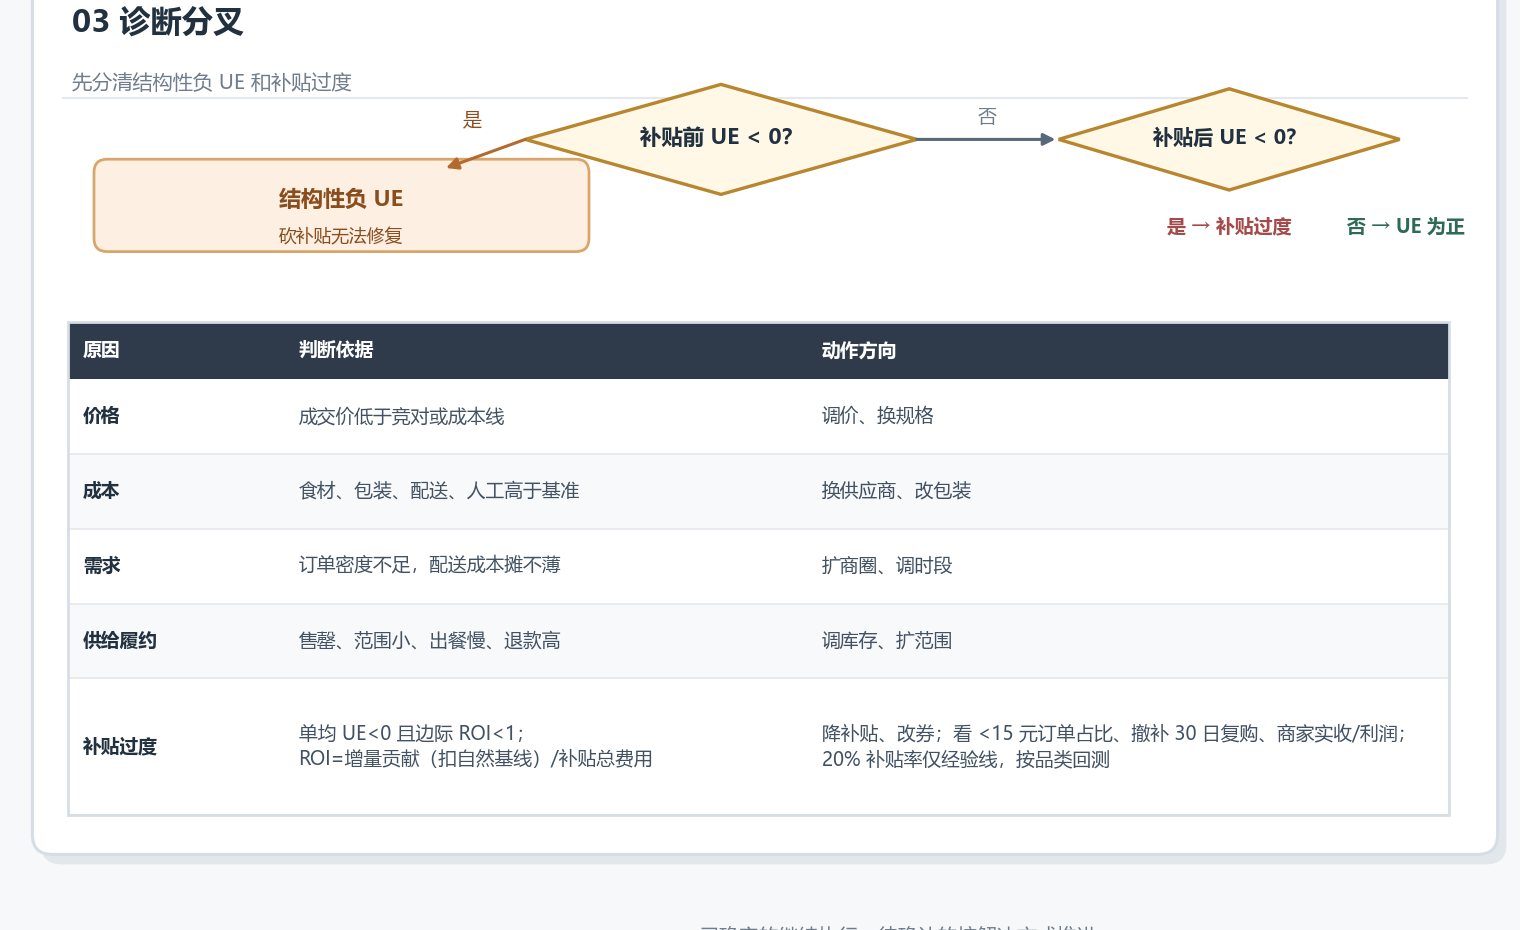 03 诊断分叉
先分清结构性负 UE 和补贴过度
是
补贴前 UE < 0?
否
补贴后 UE < 0?
结构性负 UE
砍补贴无法修复
是 → 补贴过度
否 → UE 为正
原因 判断依据 动作方向
价格 成交价低于竞对或成本线 调价、换规格
成本 食材、包装、配送、人工高于基准 换供应商、改包装
需求 订单密度不足，配送成本摊不薄 扩商圈、调时段
供给履约 售罄、范围小、出餐慢、退款高 调库存、扩范围
补贴过度
单均 UE<0 且边际 ROI<1；
ROI=增量贡献（扣自然基线）/补贴总费用
降补贴、改券；看 <15 元订单占比、撤补 30 日复购、商家实收/利润；
20% 补贴率仅经验线，按品类回测